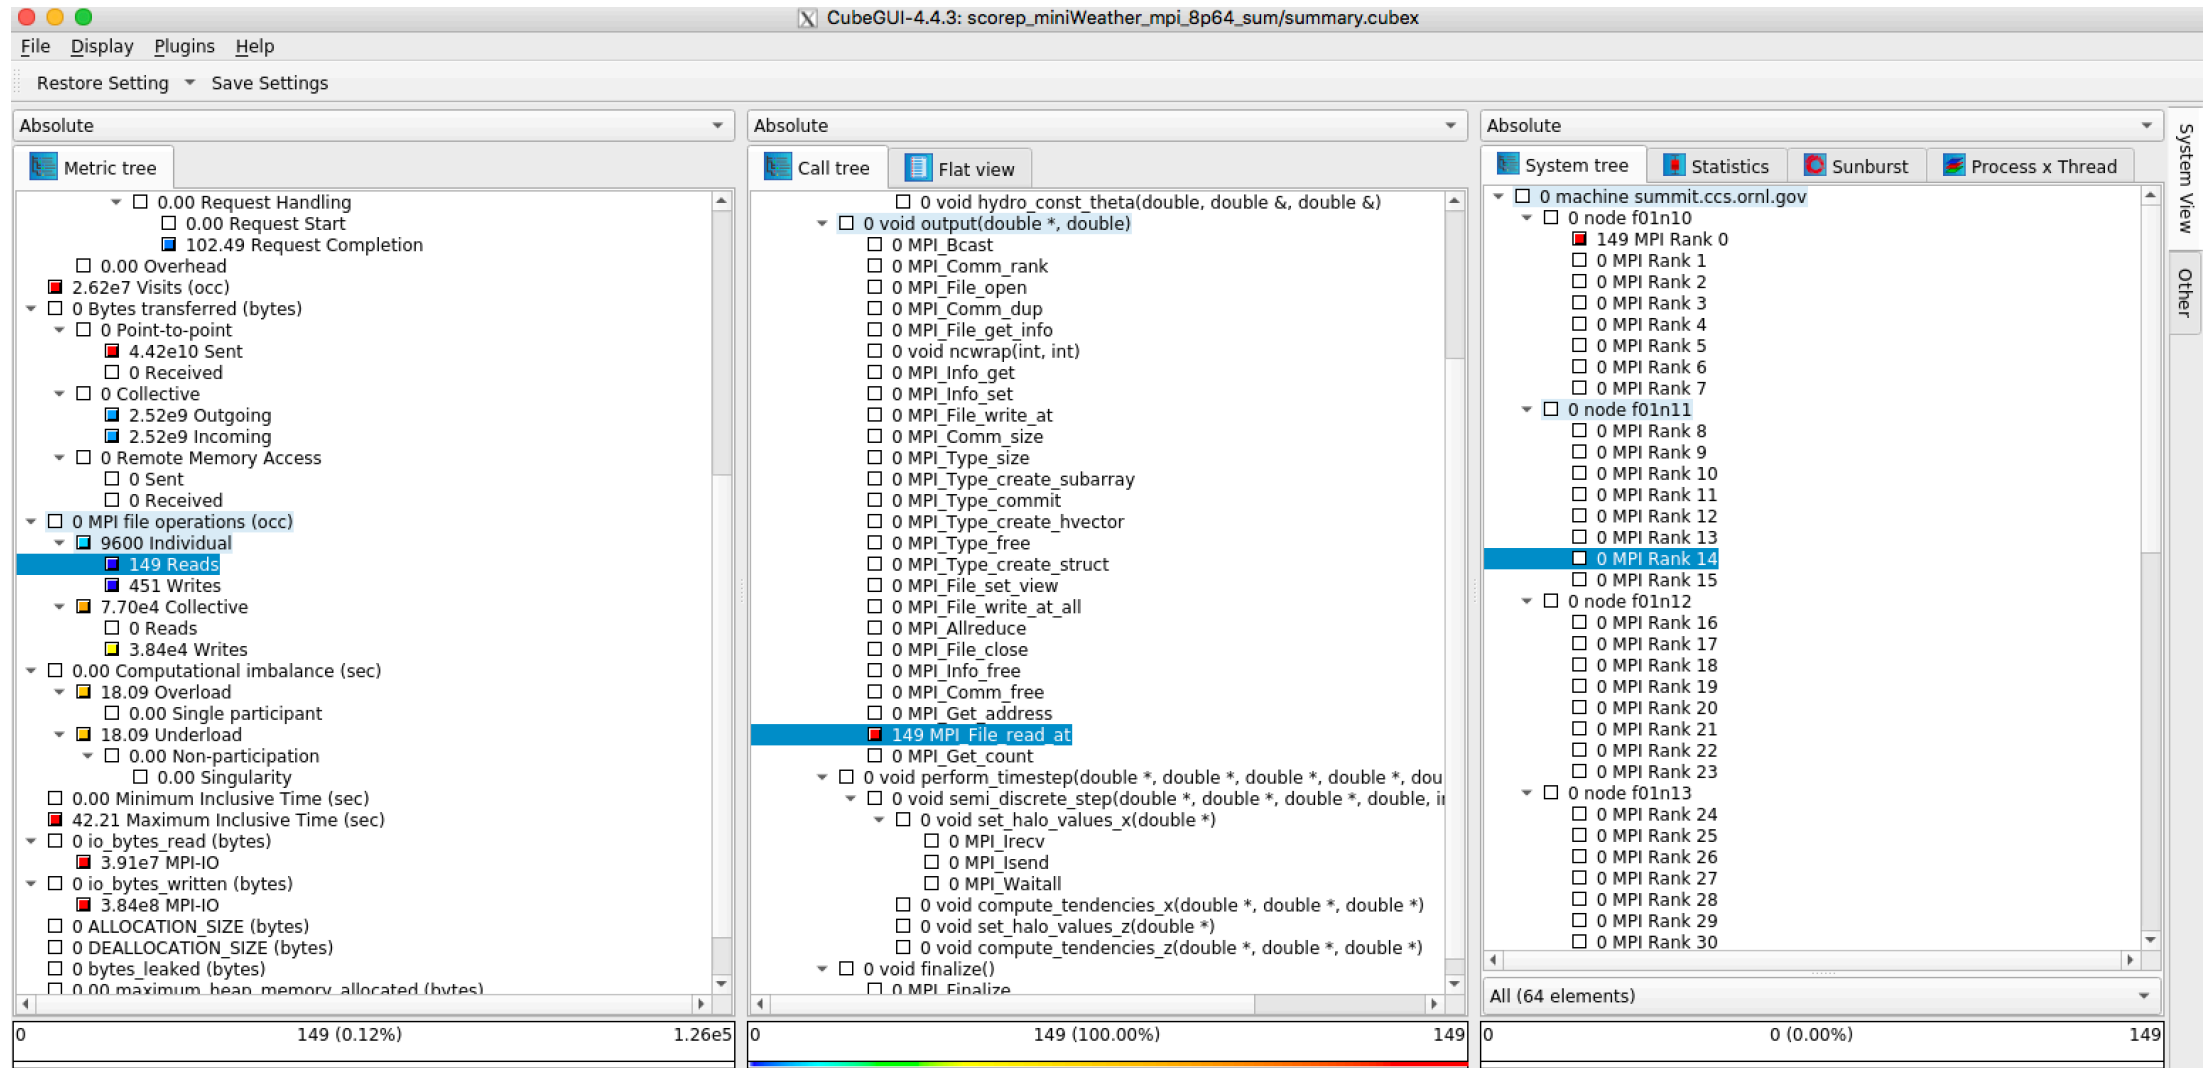 CubeGUI-4.4.3: scorep_miniWeather_mpi_8p64_sum/summary.cubex
File Display Plugins Help
Restore Setting Save Settings
Absolute
Metric tree
0.00 Request Handling
0.00 Request Start
102.49 Request Completion
0.00 Overhead
2.62e7 Visits (occ)
0 Bytes transferred (bytes)
0 Point-to-point
4.42e10 Sent
0 Received
0 Collective
2.52e9 Outgoing
2.52e9 Incoming
0 Remote Memory Access
0 Sent
0 Received
0 MPI file operations (occ)
9600 Individual
149 Reads
451 Writes
7.70e4 Collective
0 Reads
3.84e4 Writes
0.00 Computational imbalance (sec)
18.09 Overload
0.00 Single participant
18.09 Underload
0.00 Non-participation
0.00 Singularity
0.00 Minimum Inclusive Time (sec)
42.21 Maximum Inclusive Time (sec)
0 io_bytes_read (bytes)
3.91e7 MPI-IO
0 io_bytes_written (bytes)
3.84e8 MPI-IO
0 ALLOCATION_SIZE (bytes)
0 DEALLOCATION_SIZE (bytes)
0 bytes_leaked (bytes)
0.00 maximum_heap_memory_allocated (bytes)
0 149 (0.12%) 1.26e5
Absolute
Call tree Flat view
0 void hydro_const_theta(double, double &, double &)
0 void output(double *, double)
0 MPI_Bcast
0 MPI_Comm_rank
0 MPI_File_open
0 MPI_Comm_dup
0 MPI_File_get_info
0 void ncwrap(int, int)
0 MPI_Info_get
0 MPI_Info_set
0 MPI_File_write_at
0 MPI_Comm_size
0 MPI_Type_size
0 MPI_Type_create_subarray
0 MPI_Type_commit
0 MPI_Type_create_hvector
0 MPI_Type_free
0 MPI_Type_create_struct
0 MPI_File_set_view
0 MPI_File_write_at_all
0 MPI_Allreduce
0 MPI_File_close
0 MPI_Info_free
0 MPI_Comm_free
0 MPI_Get_address
149 MPI_File_read_at
0 MPI_Get_count
0 void perform_timestep(double *, double *, double *, double *, dou
0 void semi_discrete_step(double *, double *, double *, double, i
0 void set_halo_values_x(double *)
0 MPI_Irecv
0 MPI_Isend
0 MPI_Waitall
0 void compute_tendencies_x(double *, double *, double *)
0 void set_halo_values_z(double *)
0 void compute_tendencies_z(double *, double *, double *)
0 void finalize()
0 MPI_Finalize
0 149 (100.00%) 149
Absolute
System tree Statistics Sunburst Process x Thread
0 machine summit.ccs.ornl.gov
0 node f01n10
149 MPI Rank 0
0 MPI Rank 1
0 MPI Rank 2
0 MPI Rank 3
0 MPI Rank 4
0 MPI Rank 5
0 MPI Rank 6
0 MPI Rank 7
0 node f01n11
0 MPI Rank 8
0 MPI Rank 9
0 MPI Rank 10
0 MPI Rank 11
0 MPI Rank 12
0 MPI Rank 13
0 MPI Rank 14
0 MPI Rank 15
0 node f01n12
0 MPI Rank 16
0 MPI Rank 17
0 MPI Rank 18
0 MPI Rank 19
0 MPI Rank 20
0 MPI Rank 21
0 MPI Rank 22
0 MPI Rank 23
0 node f01n13
0 MPI Rank 24
0 MPI Rank 25
0 MPI Rank 26
0 MPI Rank 27
0 MPI Rank 28
0 MPI Rank 29
0 MPI Rank 30
All (64 elements)
0 0 (0.00%) 149
System View
Other